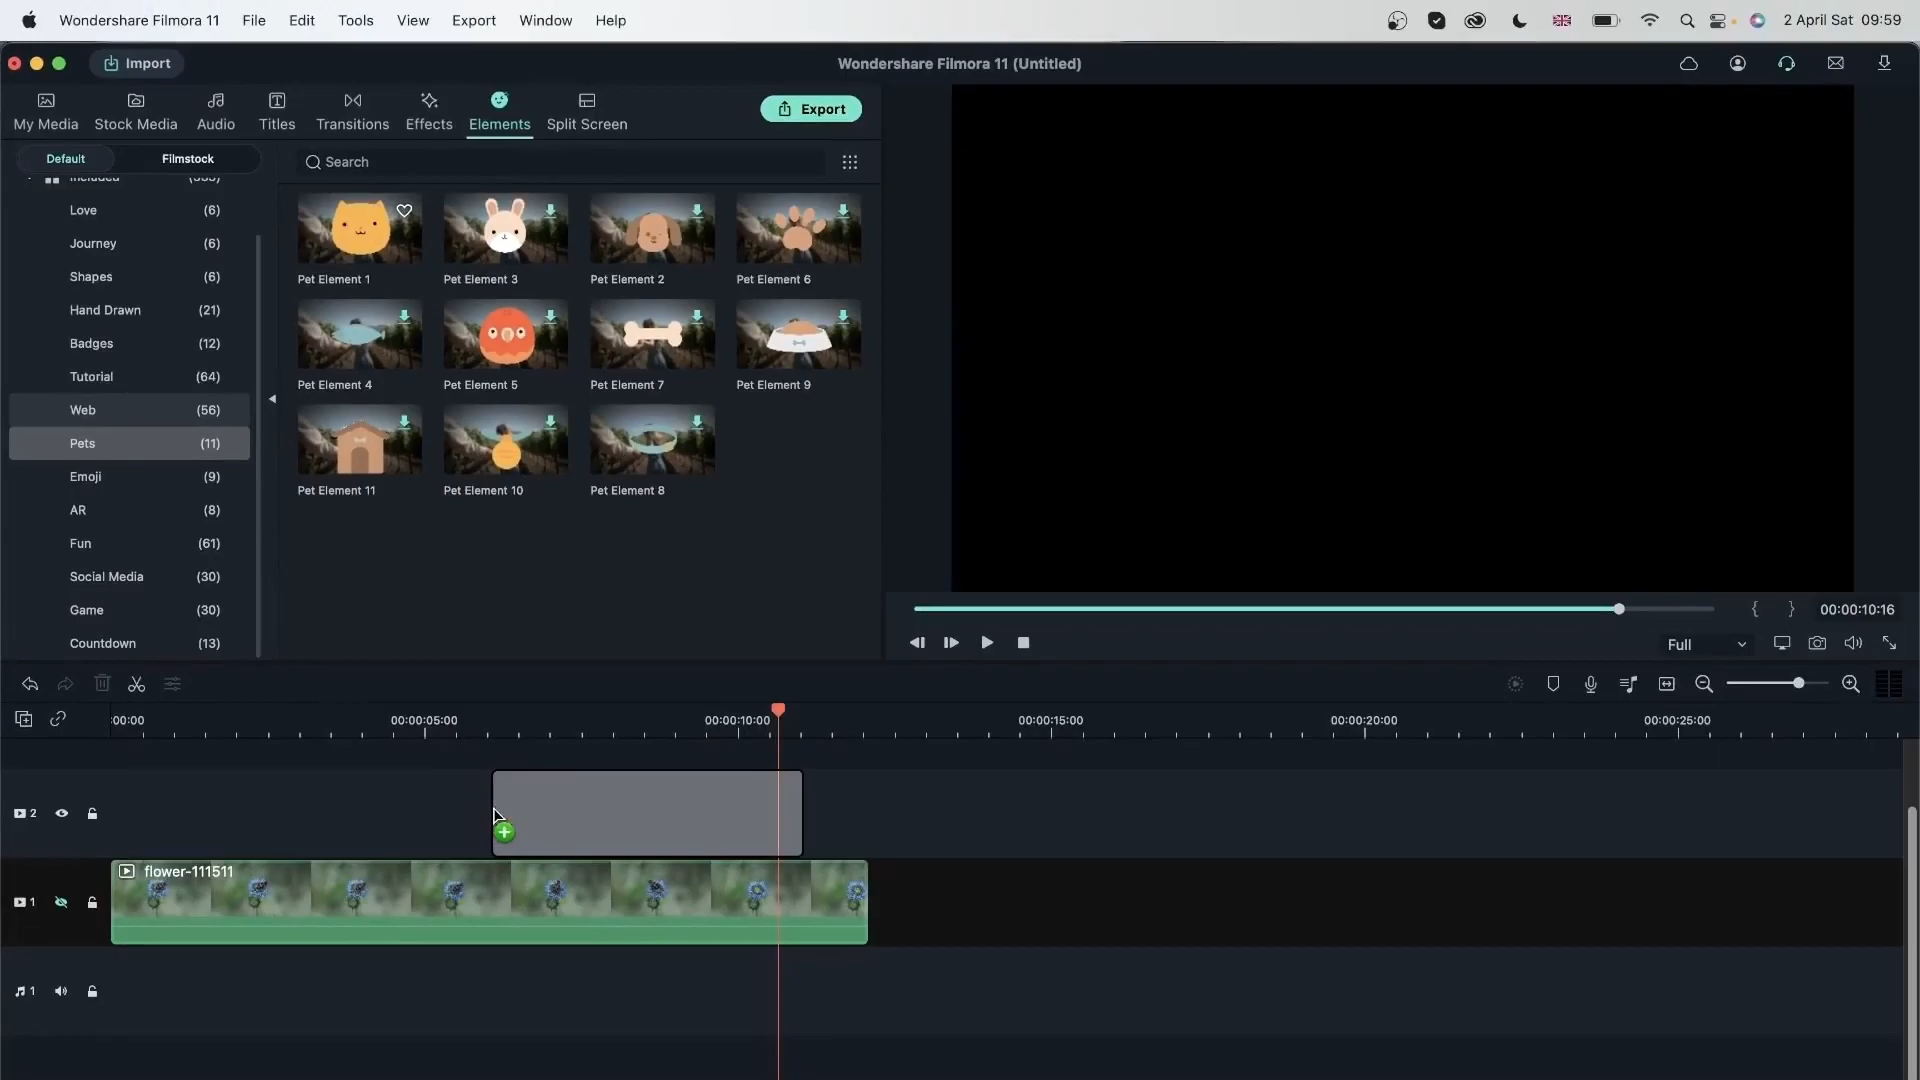 Wondershare Filmora 11 File Edit Tools View Export Window Help 2 April Sat 09:59
Import Wondershare Filmora 11 (Untitled)
My Media Stock Media Audio Titles Transitions Effects Elements Split Screen Export
Default Filmstock Search
Love (6)
Journey (6)
Shapes (6)
Hand Drawn (21)
Badges (12)
Tutorial (64)
Web (56)
Pets (11)
Emoji (9)
AR (8)
Fun (61)
Social Media (30)
Game (30)
Countdown (13)
Pet Element 1 Pet Element 3 Pet Element 2 Pet Element 6
Pet Element 4 Pet Element 5 Pet Element 7 Pet Element 9
Pet Element 11 Pet Element 10 Pet Element 8
{ } 00:00:10:16
Full
:00:00 00:00:05:00 00:00:10:00 00:00:15:00 00:00:20:00 00:00:25:00
2
flower-111511
1
1